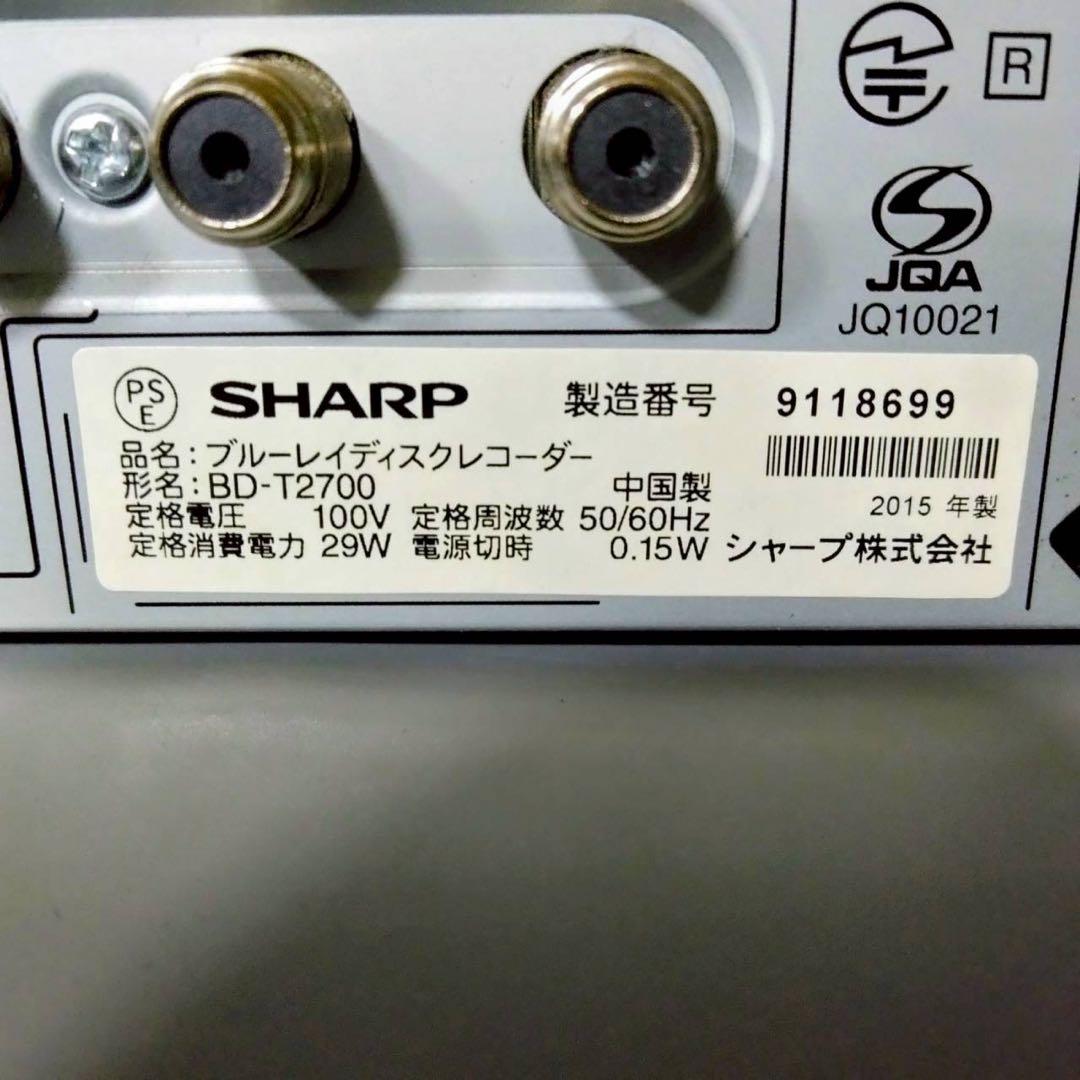 R
JQA
JQ10021
PSE SHARP 製造番号 9118699
品名:ブルーレイディスクレコーダー
形名:BD-T2700 中国製
2015 年製
定格電圧 100V 定格周波数 50/60Hz
定格消費電力 29W 電源切時 0.15W シャープ株式会社